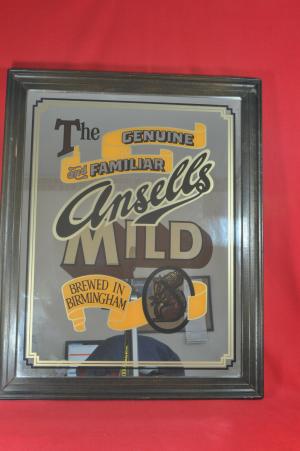 The GENUINE
and FAMILIAR
Ansells
MILD
BREWED IN
BIRMINGHAM